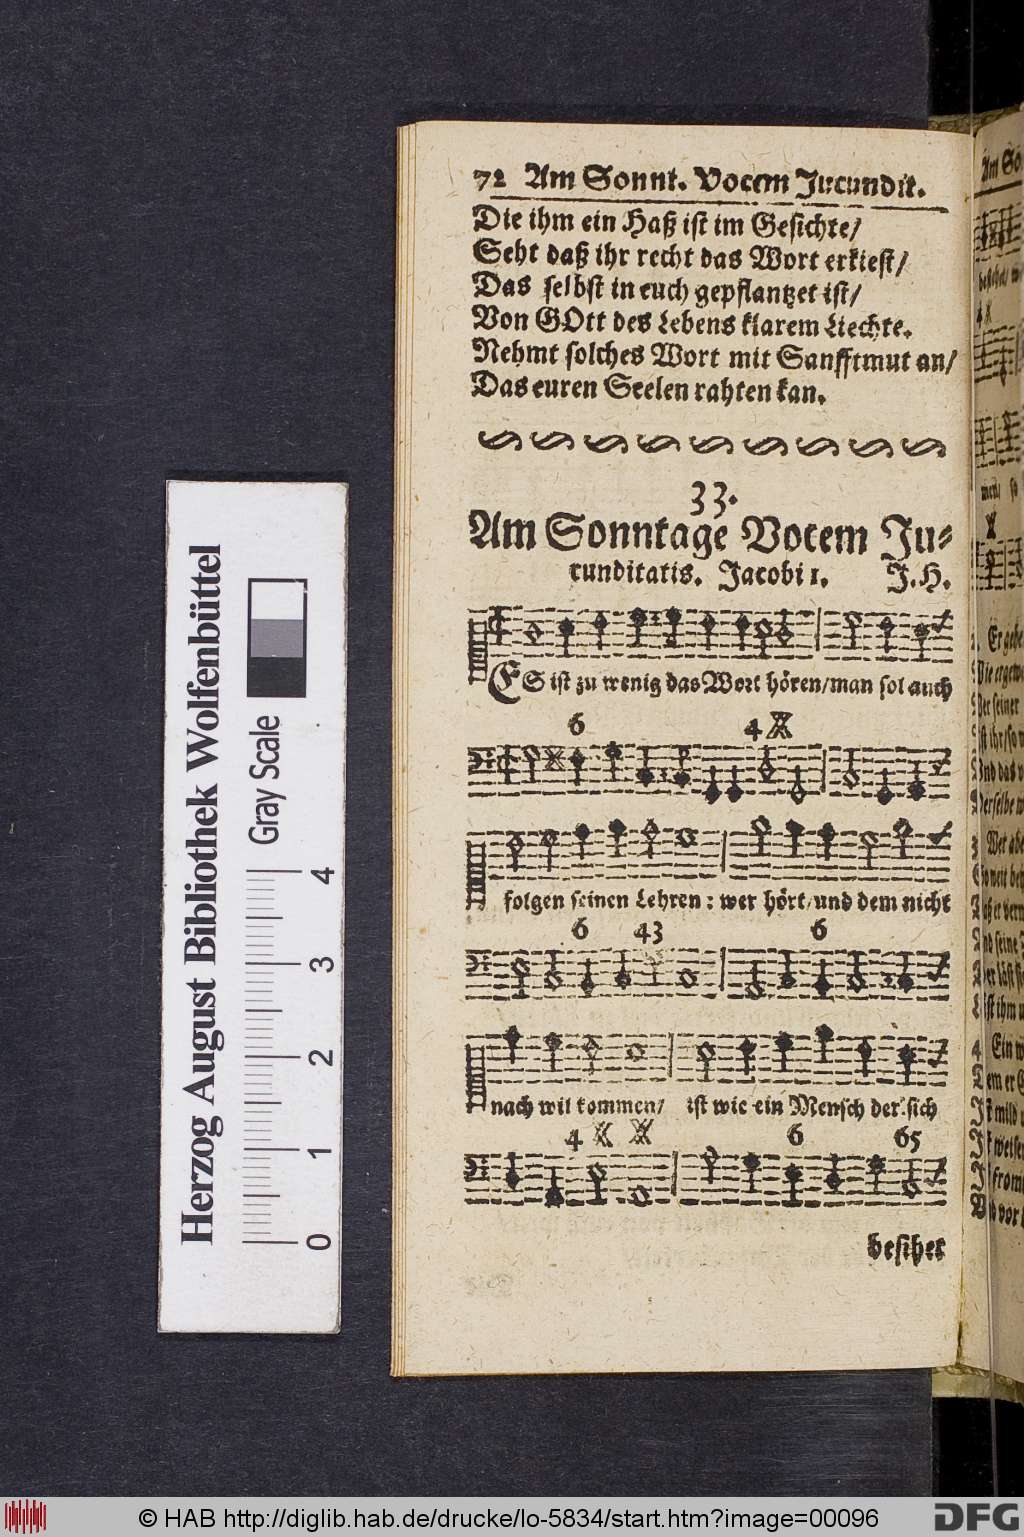 72 Am Sonnt. Vocem Jucundit.
Die ihm ein Haß ist im Gesichte/
Seht daß ihr recht das Wort erkiest/
Das selbst in euch gepflantzet ist/
Von GOtt des Lebens klarem Liechte.
Nehmt solches Wort mit Sanfftmut an/
Das euren Seelen rahten kan.
33.
Am Sonntage Vocem Ju-
cunditatis. Jacobi 1. J. H.
ES ist zu wenig das Wort hören/man sol auch
6 4
folgen seinen Lehren: wer hört/und dem nicht
6 43 6
nach wil kommen/ ist wie ein Mensch der sich
4 6 65
besihet
Herzog August Bibliothek Wolfenbüttel
Gray Scale
0 1 2 3 4
© HAB http://diglib.hab.de/drucke/lo-5834/start.htm?image=00096
DFG